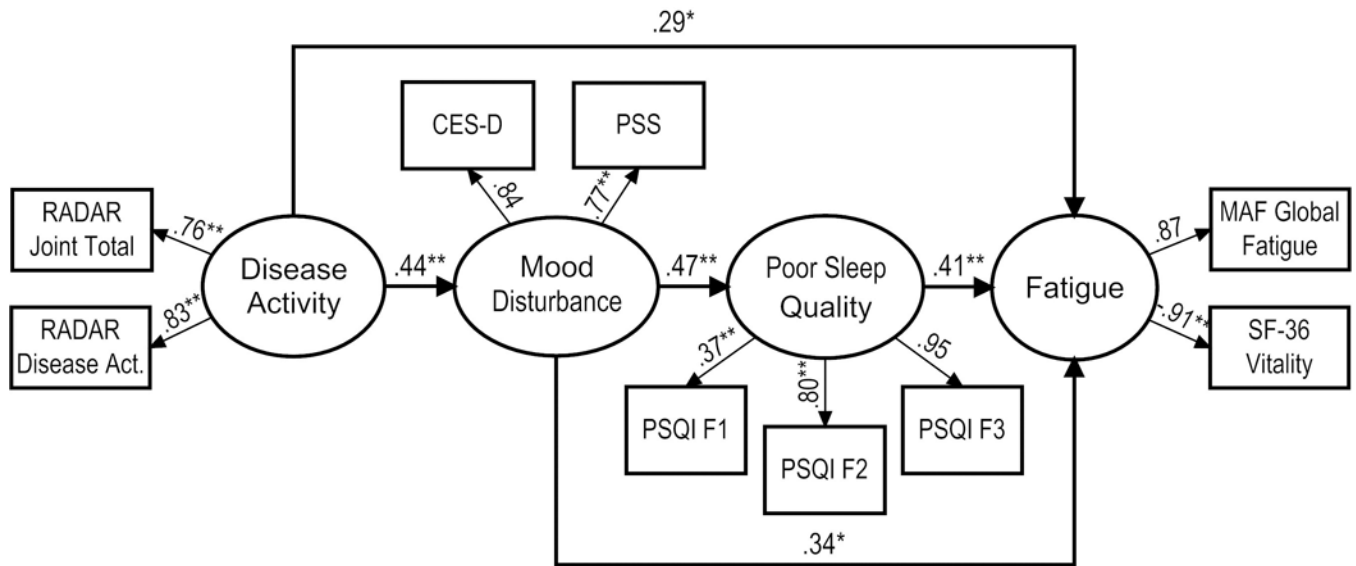 .29*
CES-D
PSS
.84
.77**
RADAR
Joint Total
.76**
RADAR
Disease Act.
.83**
Disease
Activity
.44**
Mood
Disturbance
.47**
Poor Sleep
Quality
.41**
Fatigue
.87
MAF Global
Fatigue
-.91**
SF-36
Vitality
.37**
.80**
.95
PSQI F1
PSQI F2
PSQI F3
.34*